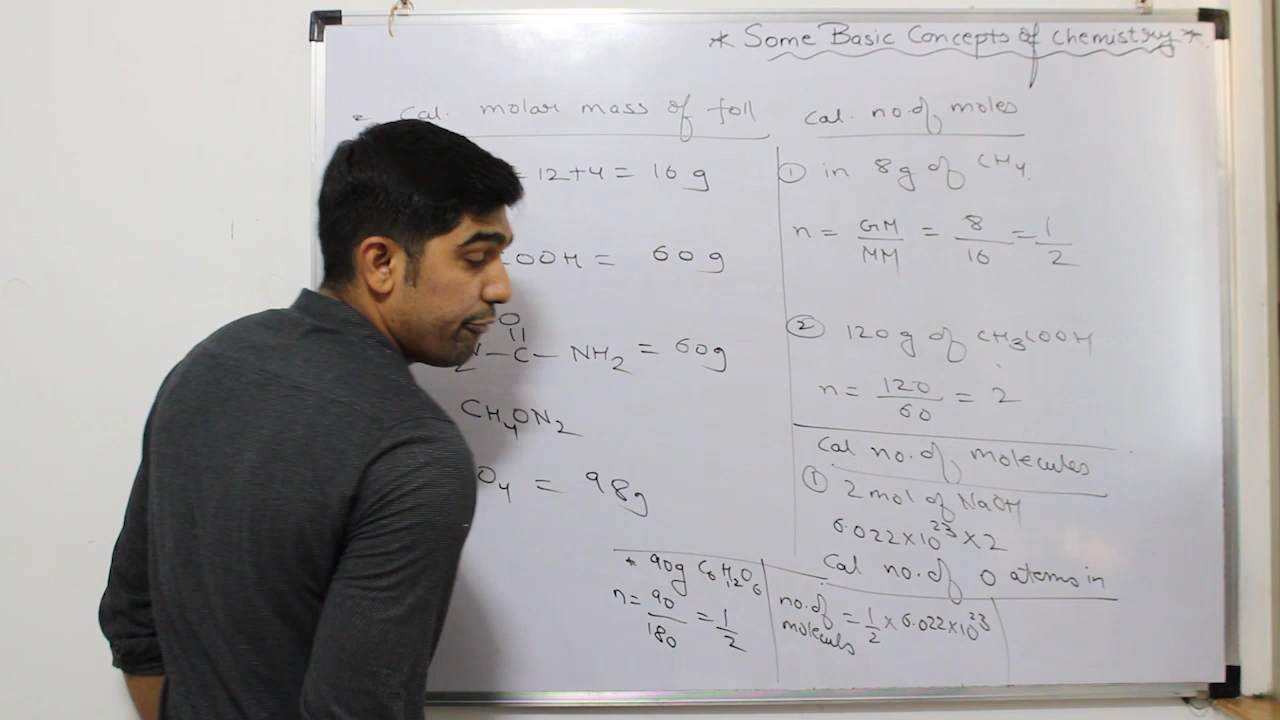 * Some Basic Concepts of Chemistry *
Cal. molar mass of foll
= 12+4 = 16 g
COOH = 60 g
O
||
2 – C – NH2 = 60g
CH4ON2
O4 = 98g
Cal. no. of moles
① in 8g of CH4
n = GM/MM = 8/16 = 1/2
② 120 g of CH3COOH
n = 120/60 = 2
Cal no. of molecules
① 2 mol of NaOH
6.022×10^23 × 2
Cal no. of O atoms in
* 90g C6H12O6
n = 90/180 = 1/2
no. of molecules = 1/2 × 6.022×10^23